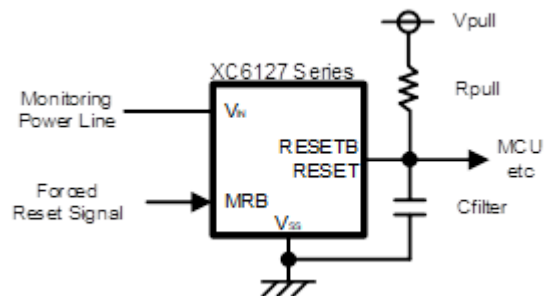 Vpull
XC6127 Series
Rpull
Monitoring
Power Line
VIN
RESETB
RESET
MCU
etc
Forced
Reset Signal
MRB
Cfilter
VSS